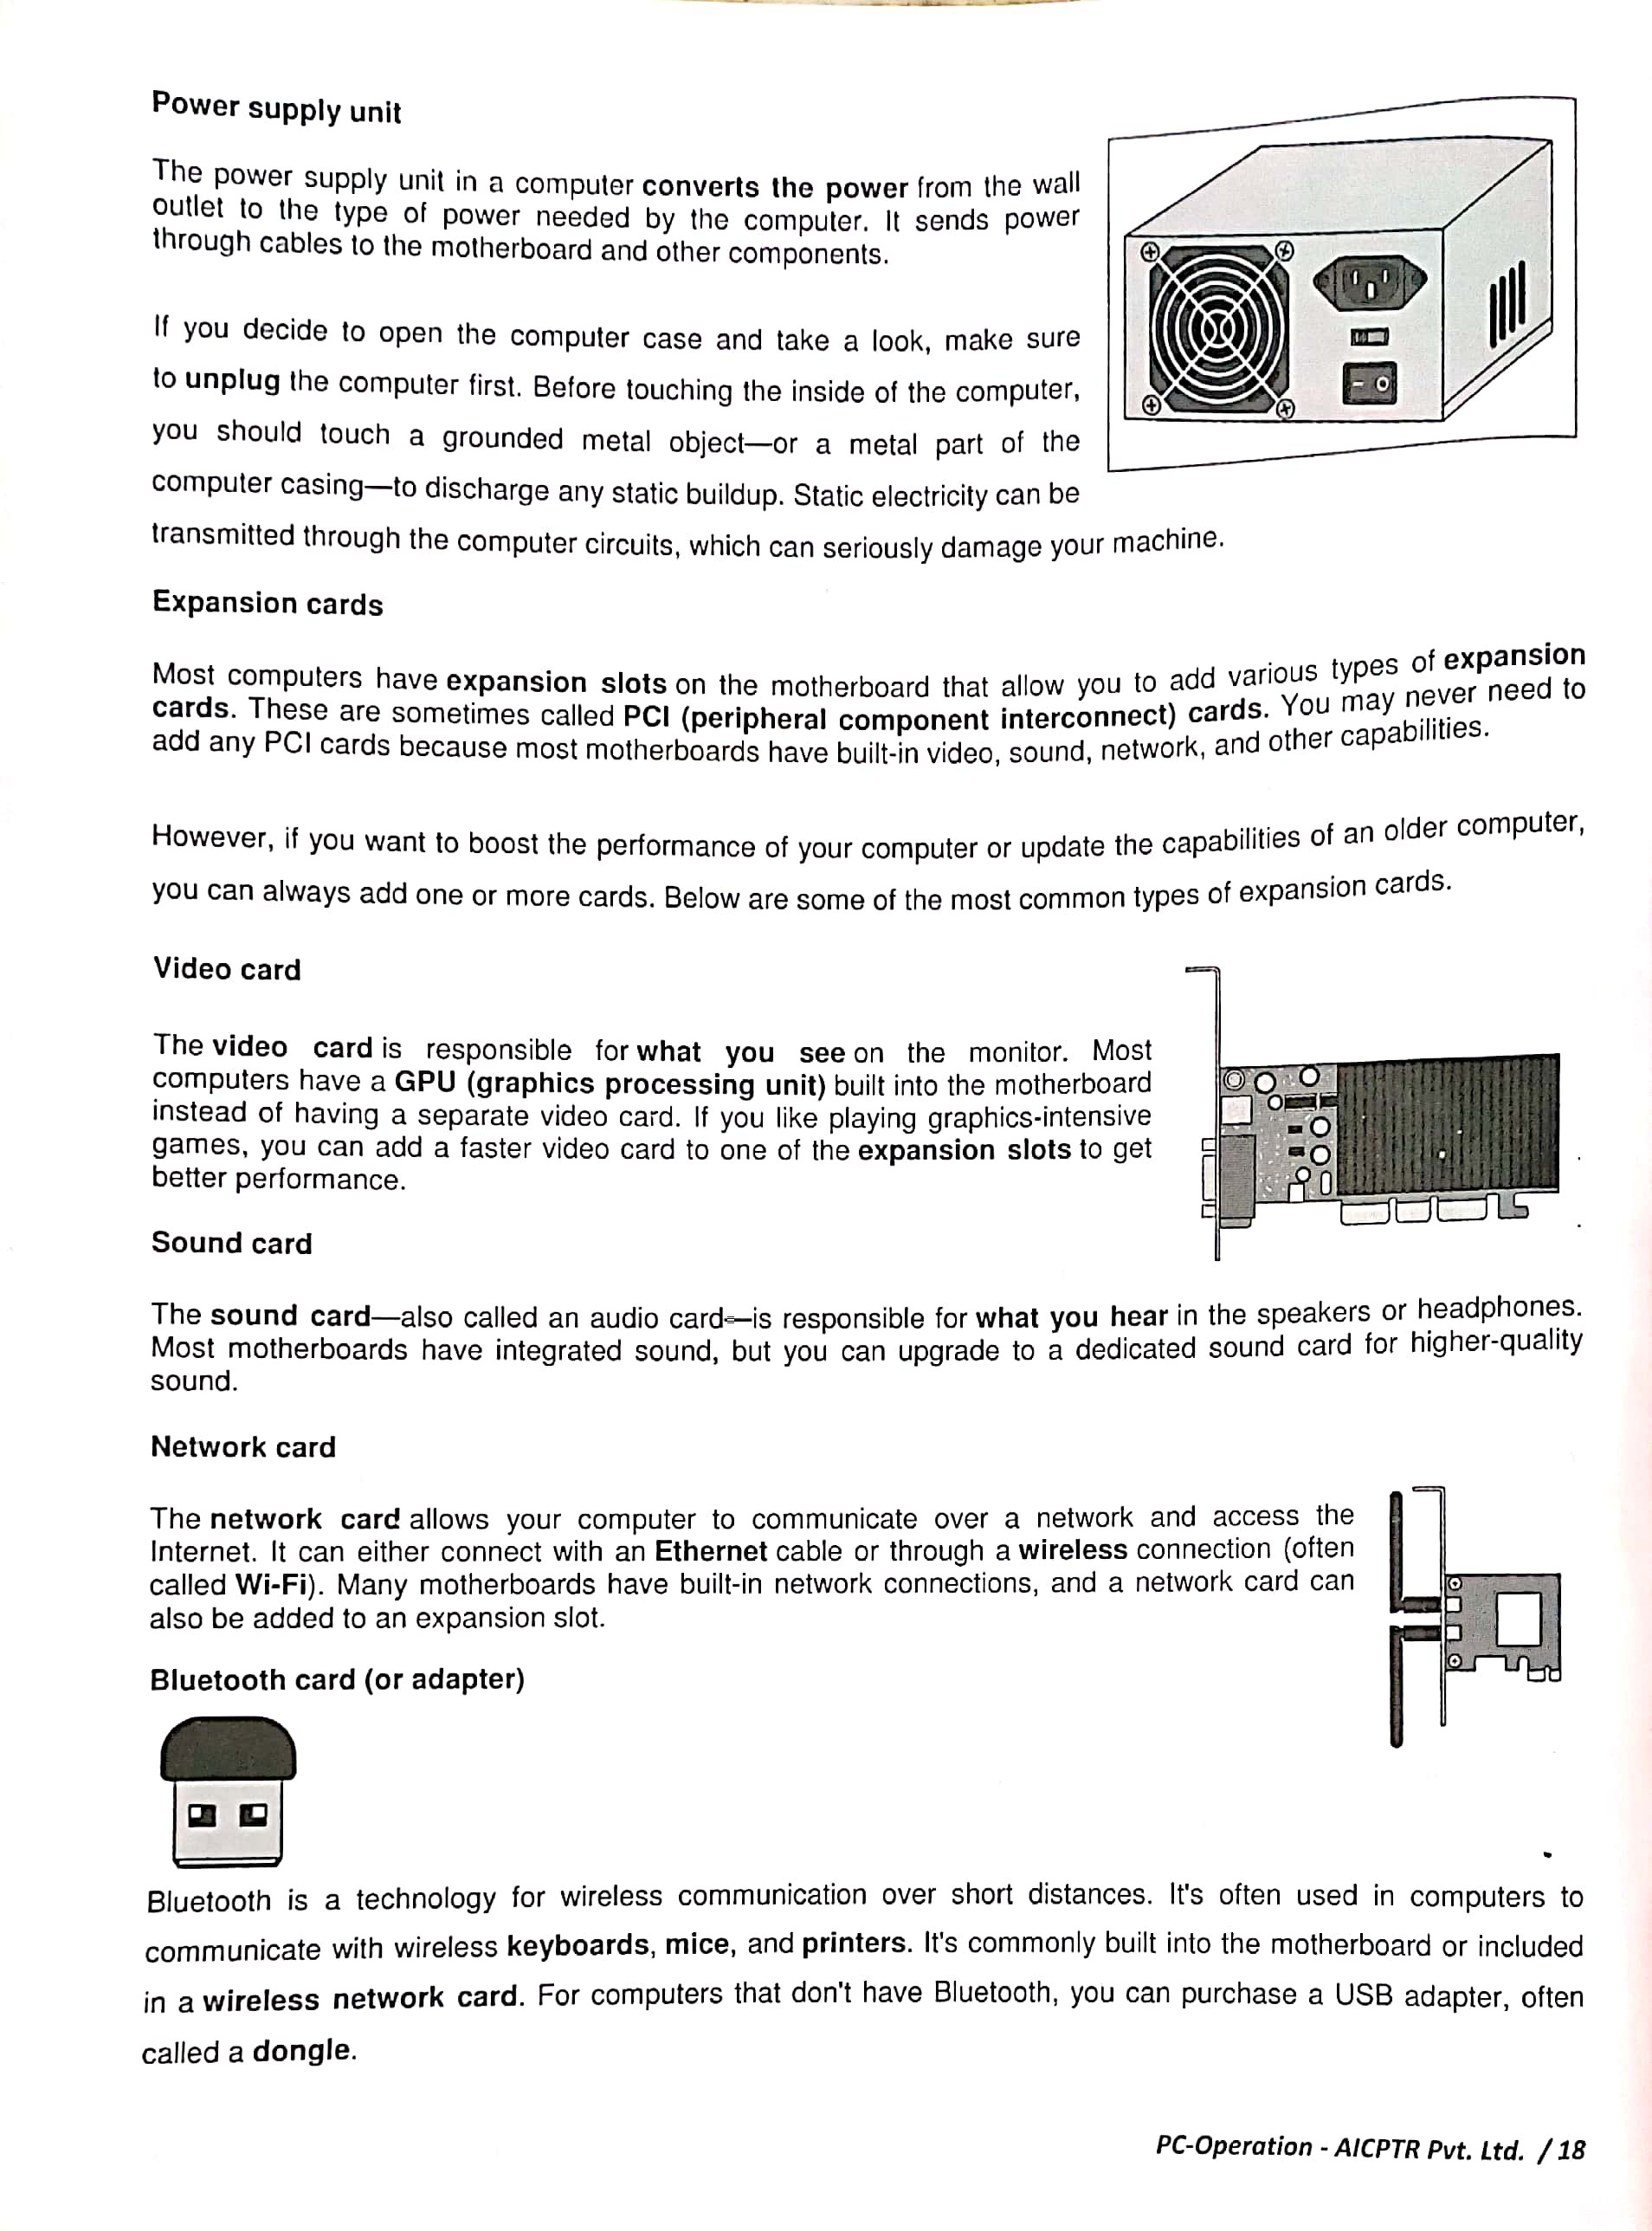 Power supply unit
The power supply unit in a computer converts the power from the wall
outlet to the type of power needed by the computer. It sends power
through cables to the motherboard and other components.
If you decide to open the computer case and take a look, make sure
to unplug the computer first. Before touching the inside of the computer,
you should touch a grounded metal object—or a metal part of the
computer casing—to discharge any static buildup. Static electricity can be
transmitted through the computer circuits, which can seriously damage your machine.
Expansion cards
Most computers have expansion slots on the motherboard that allow you to add various types of expansion
cards. These are sometimes called PCI (peripheral component interconnect) cards. You may never need to
add any PCI cards because most motherboards have built-in video, sound, network, and other capabilities.
However, if you want to boost the performance of your computer or update the capabilities of an older computer,
you can always add one or more cards. Below are some of the most common types of expansion cards.
Video card
The video card is responsible for what you see on the monitor. Most
computers have a GPU (graphics processing unit) built into the motherboard
instead of having a separate video card. If you like playing graphics-intensive
games, you can add a faster video card to one of the expansion slots to get
better performance.
Sound card
The sound card—also called an audio card—is responsible for what you hear in the speakers or headphones.
Most motherboards have integrated sound, but you can upgrade to a dedicated sound card for higher-quality
sound.
Network card
The network card allows your computer to communicate over a network and access the
Internet. It can either connect with an Ethernet cable or through a wireless connection (often
called Wi-Fi). Many motherboards have built-in network connections, and a network card can
also be added to an expansion slot.
Bluetooth card (or adapter)
Bluetooth is a technology for wireless communication over short distances. It's often used in computers to
communicate with wireless keyboards, mice, and printers. It's commonly built into the motherboard or included
in a wireless network card. For computers that don't have Bluetooth, you can purchase a USB adapter, often
called a dongle.
PC-Operation - AICPTR Pvt. Ltd. / 18